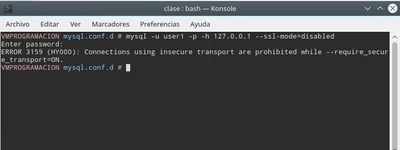 clase : bash — Konsole
Archivo Editar Ver Marcadores Preferencias Ayuda
VMPROGRAMACION mysql.conf.d # mysql -u user1 -p -h 127.0.0.1 --ssl-mode=disabled
Enter password:
ERROR 3159 (HY000): Connections using insecure transport are prohibited while --require_secur
e_transport=ON.
VMPROGRAMACION mysql.conf.d #